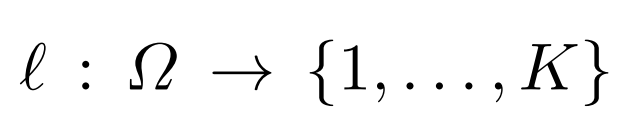 ℓ : Ω → {1, . . . , K}